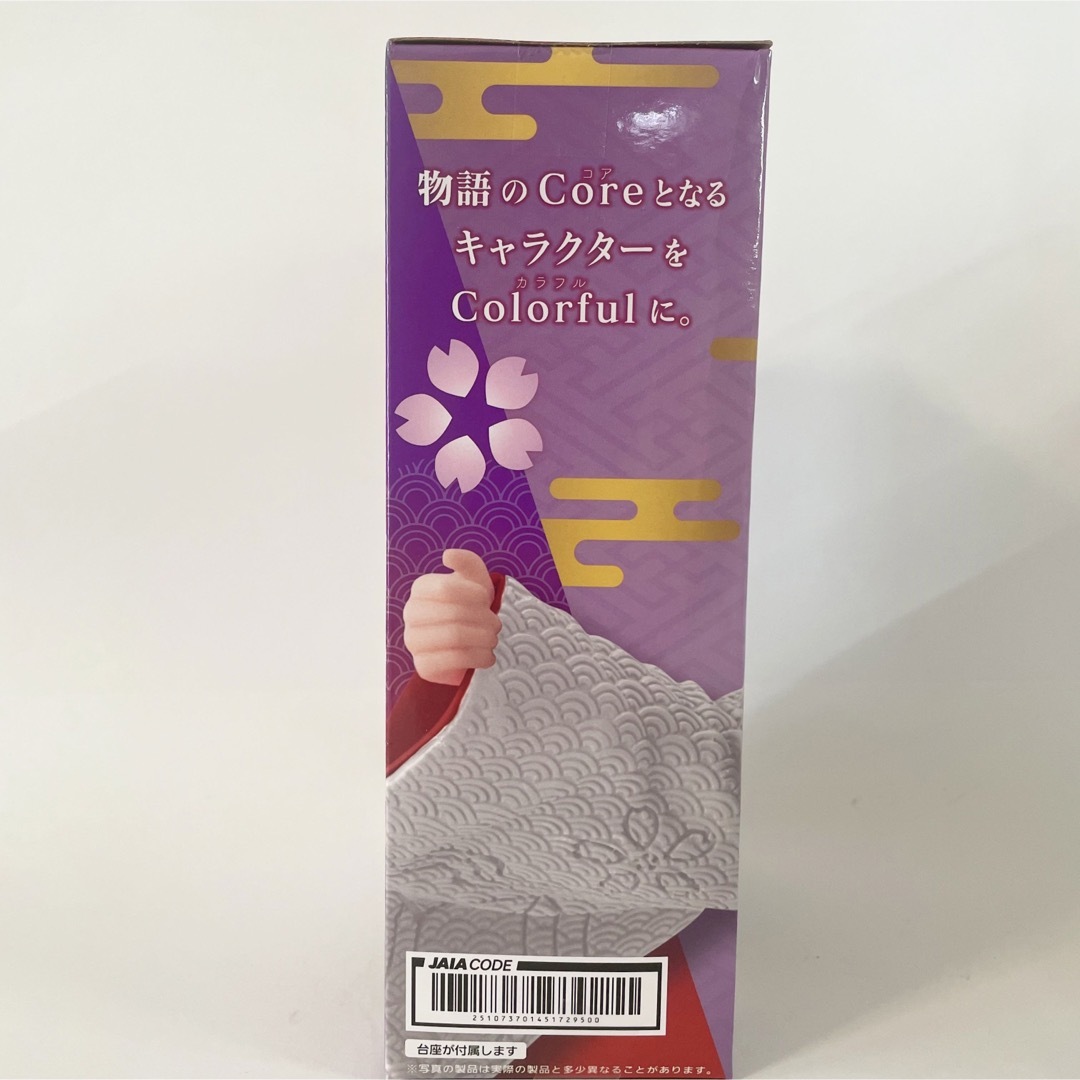 コア
物語のCoreとなる
キャラクターを
カラフル
Colorfulに。
JAIA CODE
251073701451729500
台座が付属します
※写真の製品は実際の製品と多少異なることがあります。